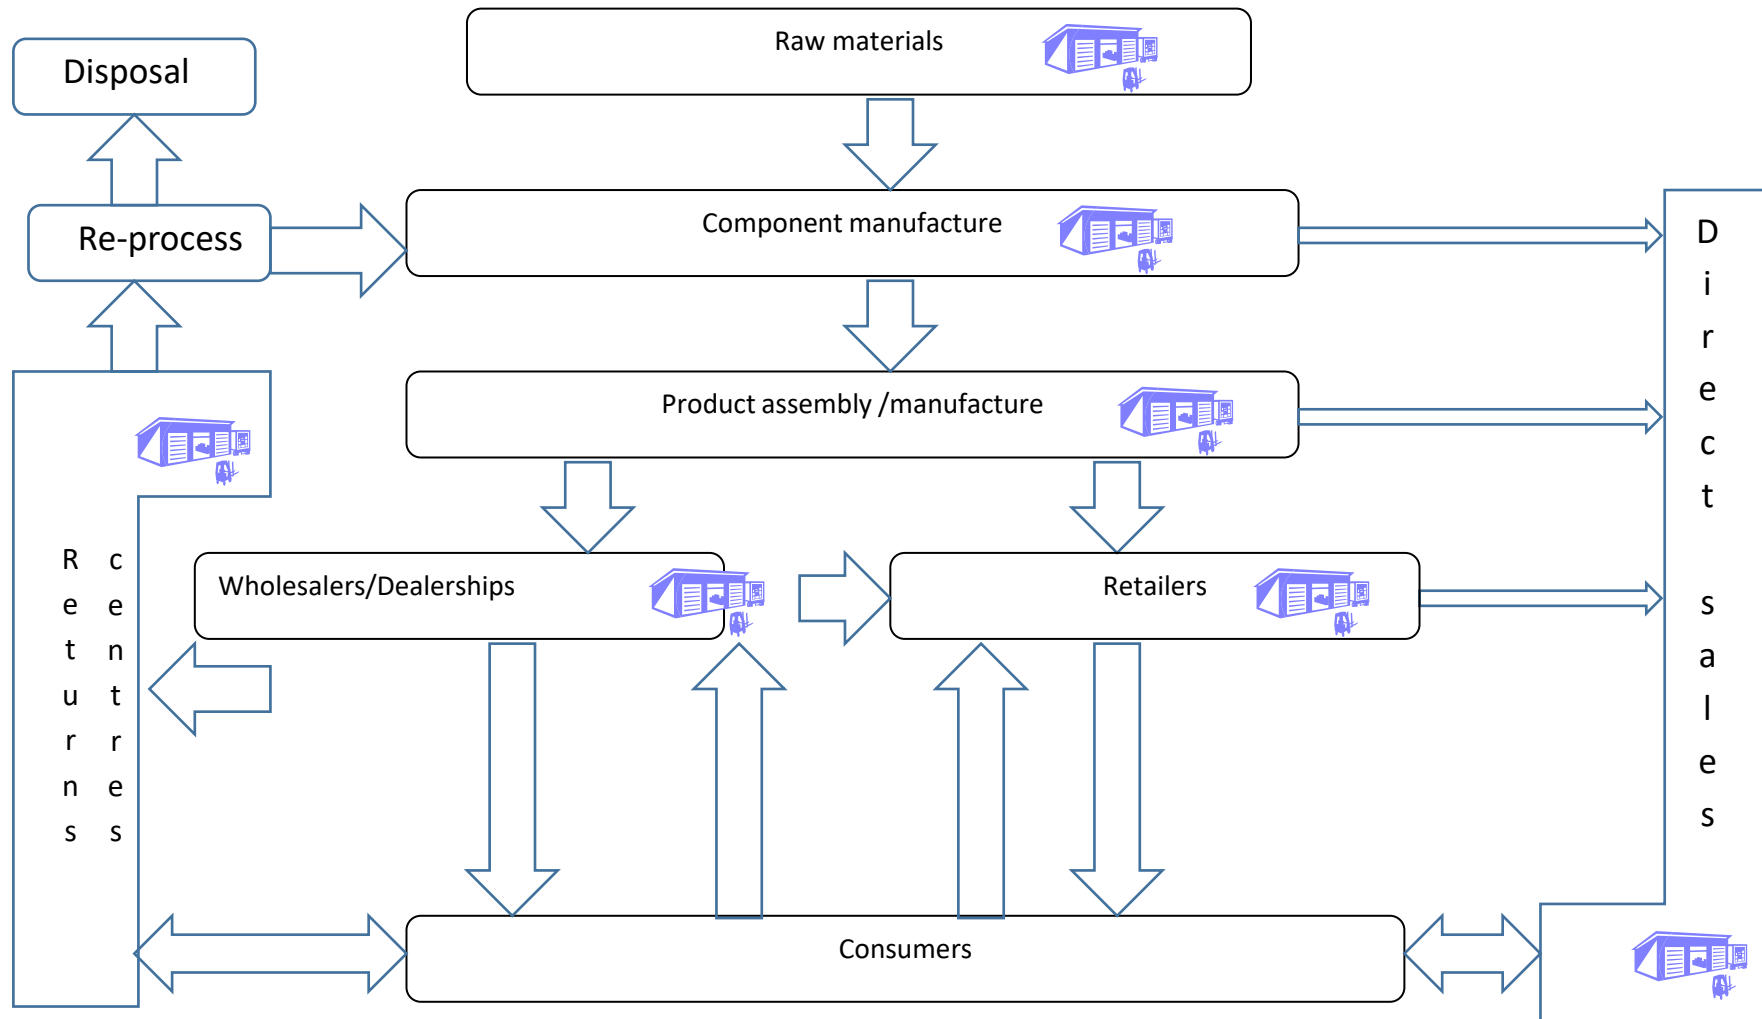 Raw materials
Disposal
Component manufacture
Re-process
Product assembly /manufacture
Wholesalers/Dealerships
Retailers
Returns
centres
Direct sales
Consumers